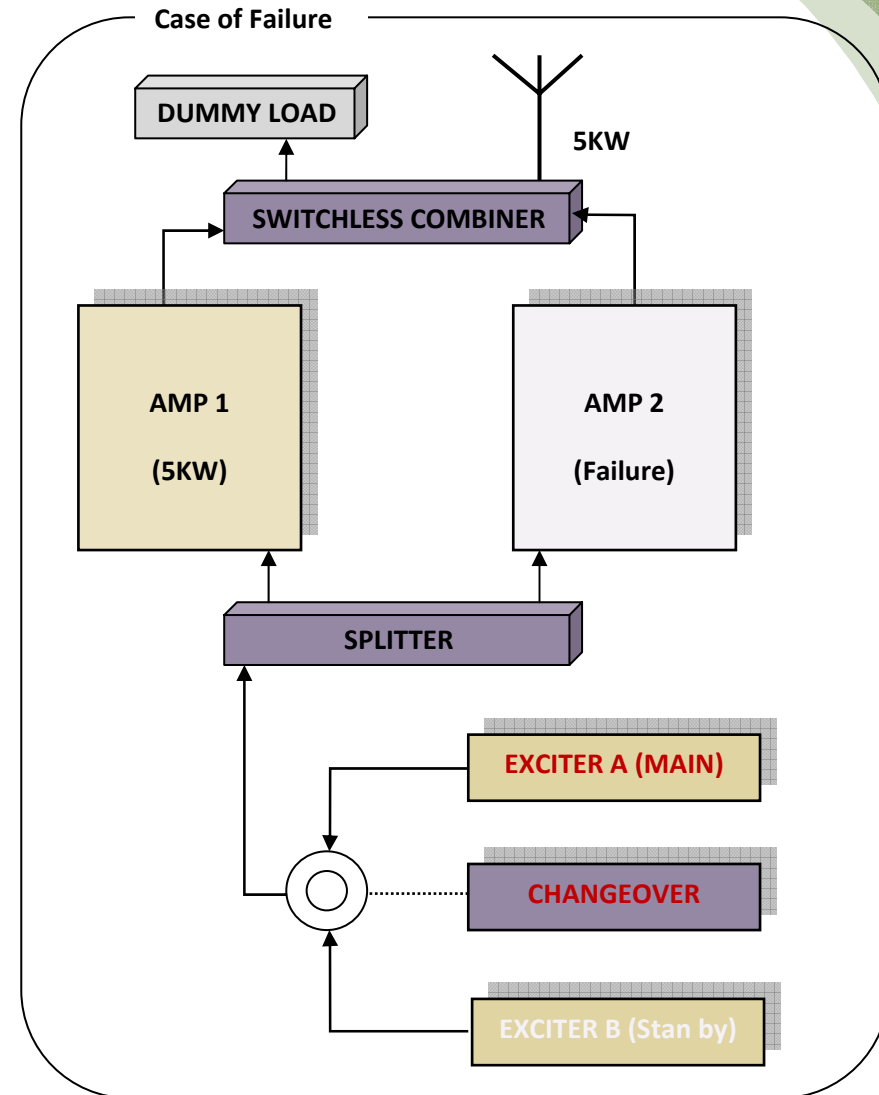 Case of Failure
DUMMY LOAD
5KW
SWITCHLESS COMBINER
AMP 1
(5KW)
AMP 2
(Failure)
SPLITTER
EXCITER A (MAIN)
CHANGEOVER
EXCITER B (Stan by)